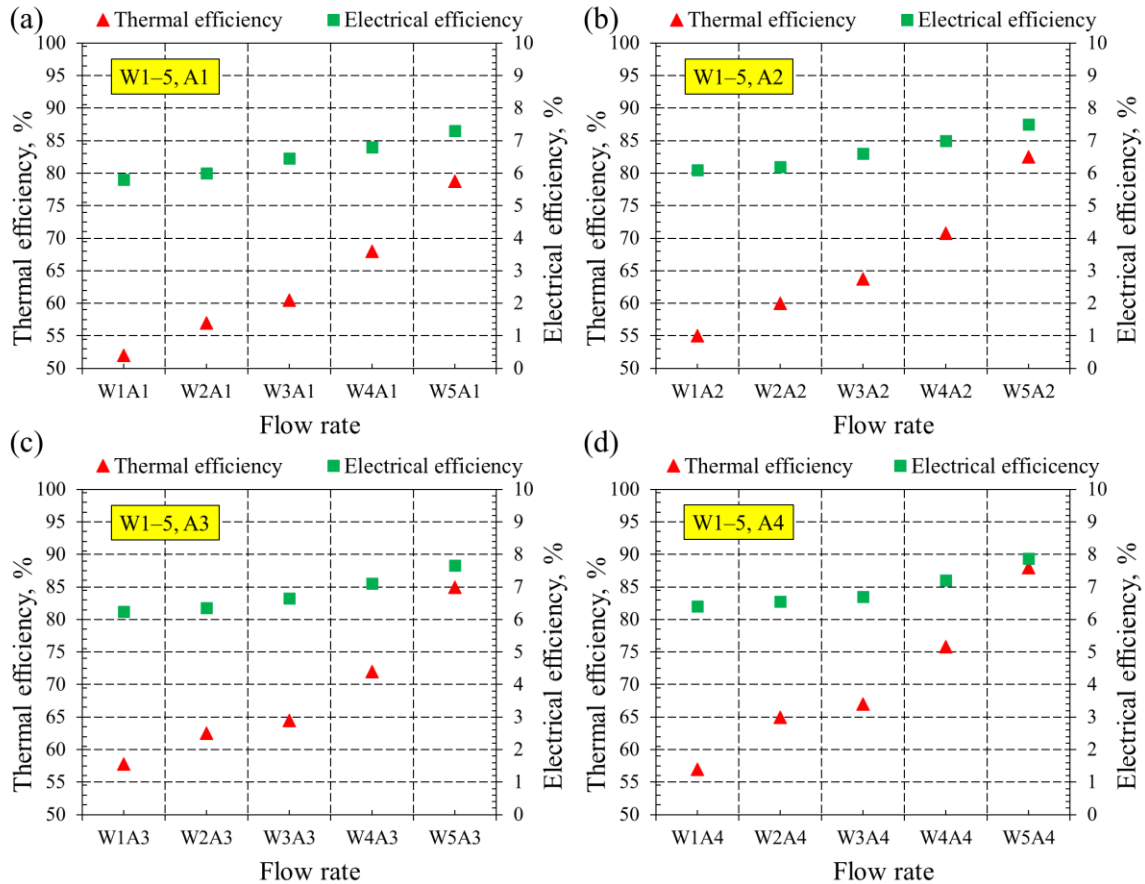 (a)
Thermal efficiency
Electrical efficiency
W1–5, A1
Thermal efficiency, %
100
95
90
85
80
75
70
65
60
55
50
Electrical efficiency, %
10
9
8
7
6
5
4
3
2
1
0
W1A1 W2A1 W3A1 W4A1 W5A1
Flow rate
(b)
Thermal efficiency
Electrical efficiency
W1–5, A2
Thermal efficiency, %
100
95
90
85
80
75
70
65
60
55
50
Electrical efficiency, %
10
9
8
7
6
5
4
3
2
1
0
W1A2 W2A2 W3A2 W4A2 W5A2
Flow rate
(c)
Thermal efficiency
Electrical efficiency
W1–5, A3
Thermal efficiency, %
100
95
90
85
80
75
70
65
60
55
50
Electrical efficiency, %
10
9
8
7
6
5
4
3
2
1
0
W1A3 W2A3 W3A3 W4A3 W5A3
Flow rate
(d)
Thermal efficiency
Electrical efficicency
W1–5, A4
Thermal efficiency, %
100
95
90
85
80
75
70
65
60
55
50
Electrical efficiency, %
10
9
8
7
6
5
4
3
2
1
0
W1A4 W2A4 W3A4 W4A4 W5A4
Flow rate